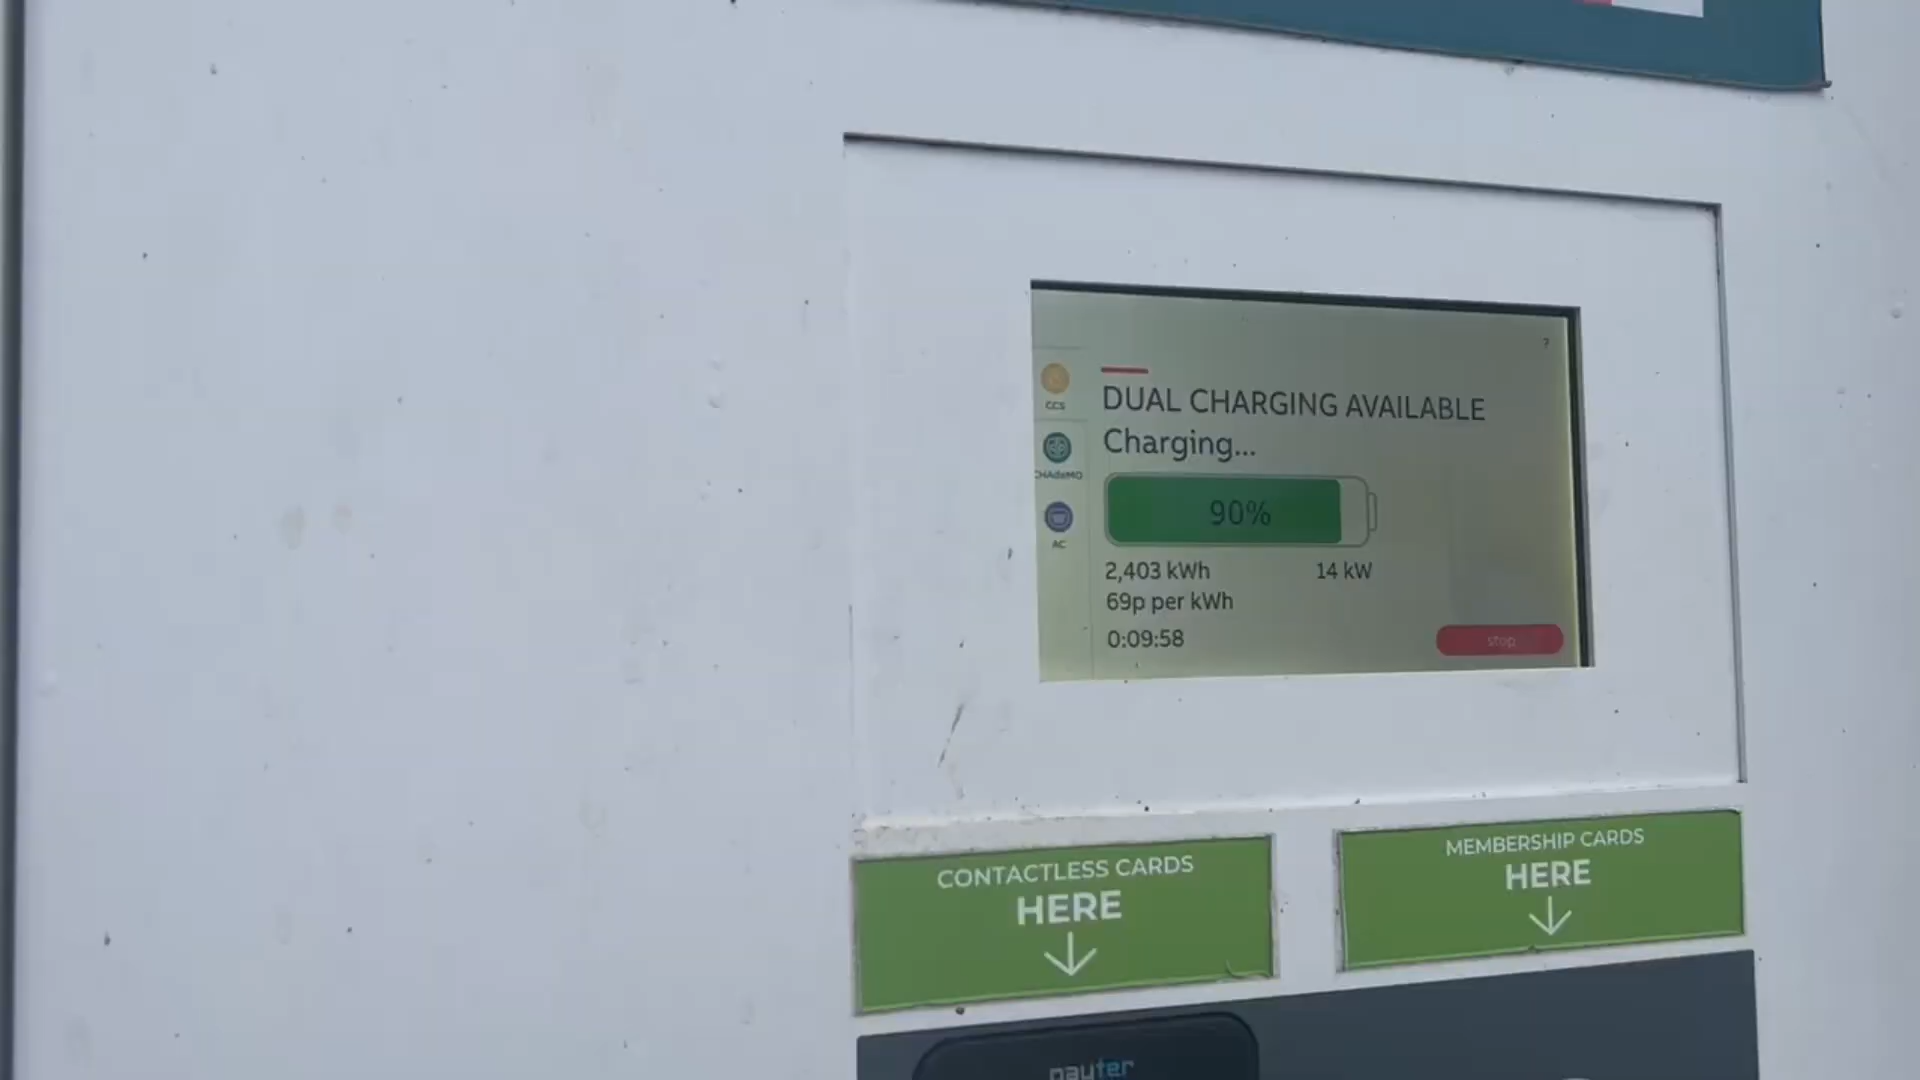 ?
DUAL CHARGING AVAILABLE
Charging...
CCS
CHAdeMO
AC
90%
2,403 kWh
14 kW
69p per kWh
0:09:58
stop
CONTACTLESS CARDS
HERE
MEMBERSHIP CARDS
HERE
payter